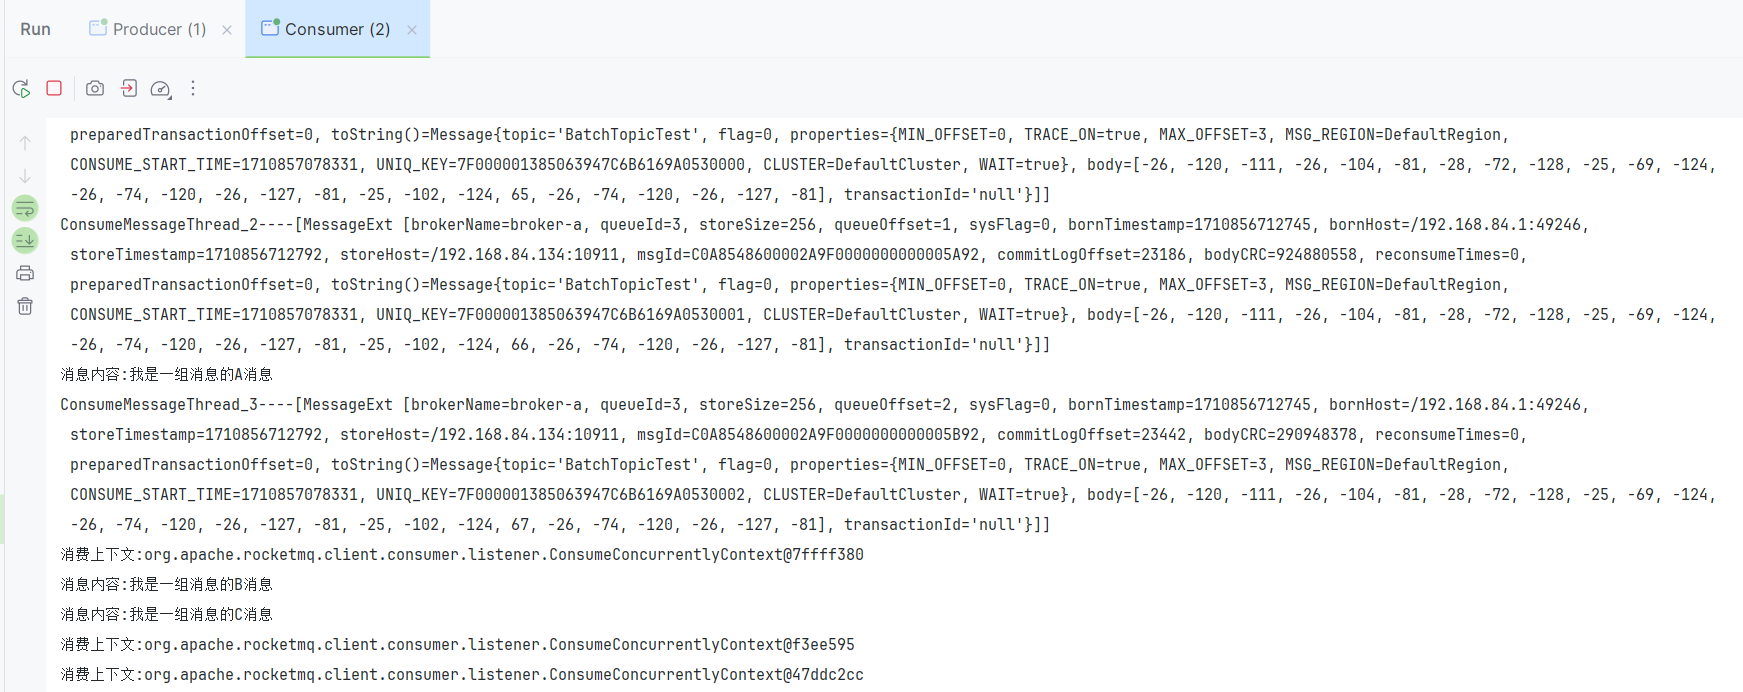 Run Producer (1) Consumer (2)
preparedTransactionOffset=0, toString()=Message{topic='BatchTopicTest', flag=0, properties={MIN_OFFSET=0, TRACE_ON=true, MAX_OFFSET=3, MSG_REGION=DefaultRegion,
CONSUME_START_TIME=1710857078331, UNIQ_KEY=7F000001385063947C6B6169A0530000, CLUSTER=DefaultCluster, WAIT=true}, body=[-26, -120, -111, -26, -104, -81, -28, -72, -128, -25, -69, -124,
-26, -74, -120, -26, -127, -81, -25, -102, -124, 65, -26, -74, -120, -26, -127, -81], transactionId='null'}]]
ConsumeMessageThread_2----[MessageExt [brokerName=broker-a, queueId=3, storeSize=256, queueOffset=1, sysFlag=0, bornTimestamp=1710856712745, bornHost=/192.168.84.1:49246,
storeTimestamp=1710856712792, storeHost=/192.168.84.134:10911, msgId=C0A8548600002A9F0000000000005A92, commitLogOffset=23186, bodyCRC=924880558, reconsumeTimes=0,
preparedTransactionOffset=0, toString()=Message{topic='BatchTopicTest', flag=0, properties={MIN_OFFSET=0, TRACE_ON=true, MAX_OFFSET=3, MSG_REGION=DefaultRegion,
CONSUME_START_TIME=1710857078331, UNIQ_KEY=7F000001385063947C6B6169A0530001, CLUSTER=DefaultCluster, WAIT=true}, body=[-26, -120, -111, -26, -104, -81, -28, -72, -128, -25, -69, -124,
-26, -74, -120, -26, -127, -81, -25, -102, -124, 66, -26, -74, -120, -26, -127, -81], transactionId='null'}]]
消息内容:我是一组消息的A消息
ConsumeMessageThread_3----[MessageExt [brokerName=broker-a, queueId=3, storeSize=256, queueOffset=2, sysFlag=0, bornTimestamp=1710856712745, bornHost=/192.168.84.1:49246,
storeTimestamp=1710856712792, storeHost=/192.168.84.134:10911, msgId=C0A8548600002A9F0000000000005B92, commitLogOffset=23442, bodyCRC=290948378, reconsumeTimes=0,
preparedTransactionOffset=0, toString()=Message{topic='BatchTopicTest', flag=0, properties={MIN_OFFSET=0, TRACE_ON=true, MAX_OFFSET=3, MSG_REGION=DefaultRegion,
CONSUME_START_TIME=1710857078331, UNIQ_KEY=7F000001385063947C6B6169A0530002, CLUSTER=DefaultCluster, WAIT=true}, body=[-26, -120, -111, -26, -104, -81, -28, -72, -128, -25, -69, -124,
-26, -74, -120, -26, -127, -81, -25, -102, -124, 67, -26, -74, -120, -26, -127, -81], transactionId='null'}]]
消费上下文:org.apache.rocketmq.client.consumer.listener.ConsumeConcurrentlyContext@7ffff380
消息内容:我是一组消息的B消息
消息内容:我是一组消息的C消息
消费上下文:org.apache.rocketmq.client.consumer.listener.ConsumeConcurrentlyContext@f3ee595
消费上下文:org.apache.rocketmq.client.consumer.listener.ConsumeConcurrentlyContext@47ddc2cc